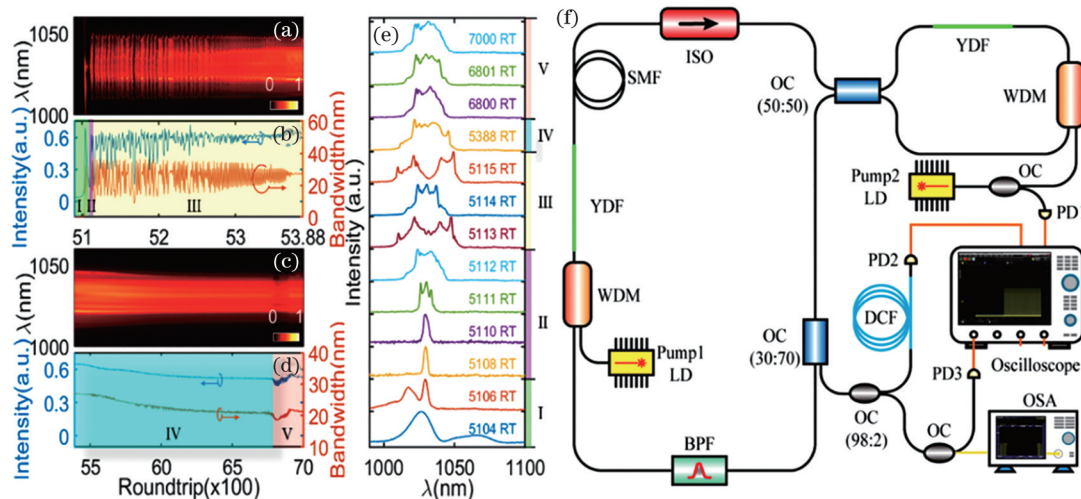 (a)
1050
λ(nm)
1000
0 1
(b)
Intensity(a.u.)
0.6
0.3
0
60
40
20
0
Bandwidth(nm)
I II III
51 52 53 53.88
(c)
1050
λ(nm)
1000
0 1
(d)
Intensity(a.u.)
0.6
0.3
0
40
30
20
10
Bandwidth(nm)
IV V
55 60 65 70
Roundtrip(x100)
(e)
Intensity (a.u.)
7000 RT
6801 RT
6800 RT
5388 RT
5115 RT
5114 RT
5113 RT
5112 RT
5111 RT
5110 RT
5108 RT
5106 RT
5104 RT
V
IV
III
II
I
1000 1050 1100
λ(nm)
(f)
ISO
SMF
YDF
WDM
Pump1
LD
BPF
OC
(50:50)
YDF
WDM
Pump2
LD
OC
PD
PD2
DCF
OC
(30:70)
OC
(98:2)
OC
PD3
Oscilloscope
OSA